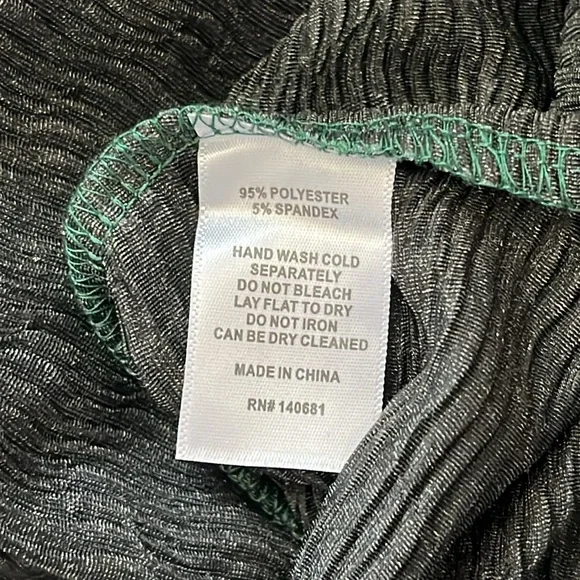 95% POLYESTER
5% SPANDEX
HAND WASH COLD
SEPARATELY
DO NOT BLEACH
LAY FLAT TO DRY
DO NOT IRON
CAN BE DRY CLEANED
MADE IN CHINA
RN# 140681